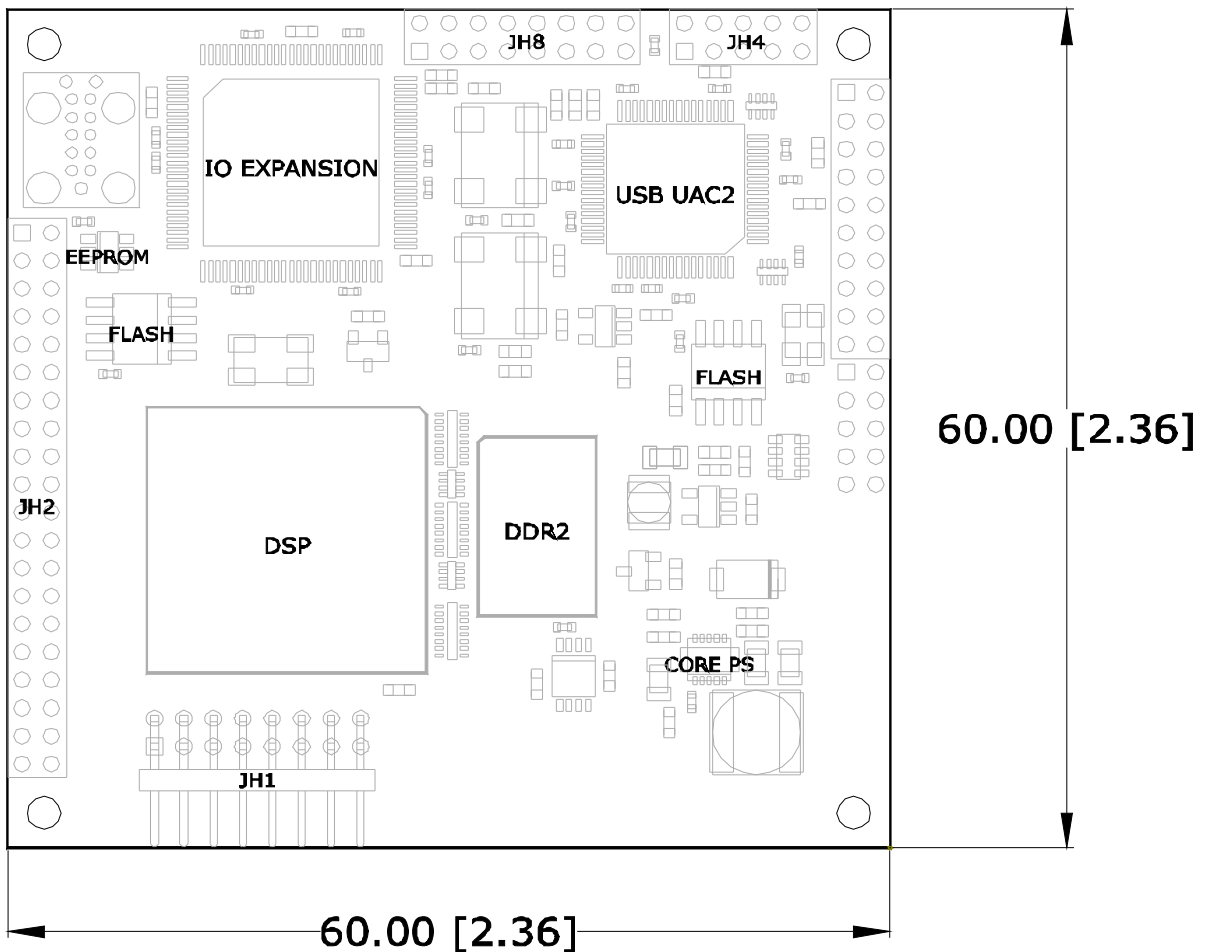 JH8
JH4
IO EXPANSION
USB UAC2
EEPROM
FLASH
FLASH
60.00 [2.36]
JH2
DSP
DDR2
CORE PS
JH1
60.00 [2.36]